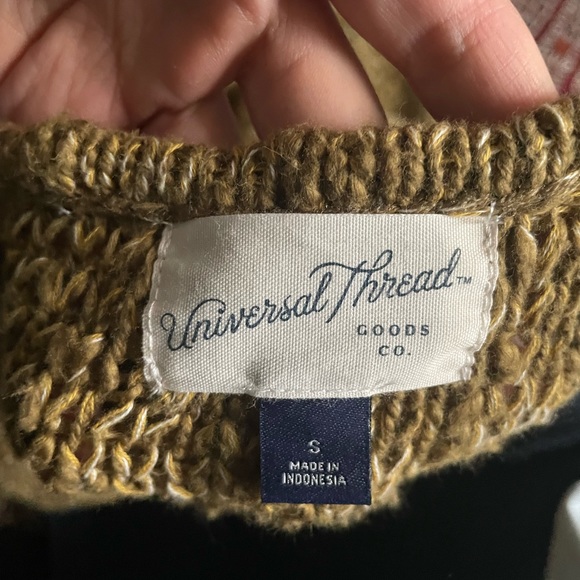 Universal Thread™
GOODS
CO.
S
MADE IN
INDONESIA